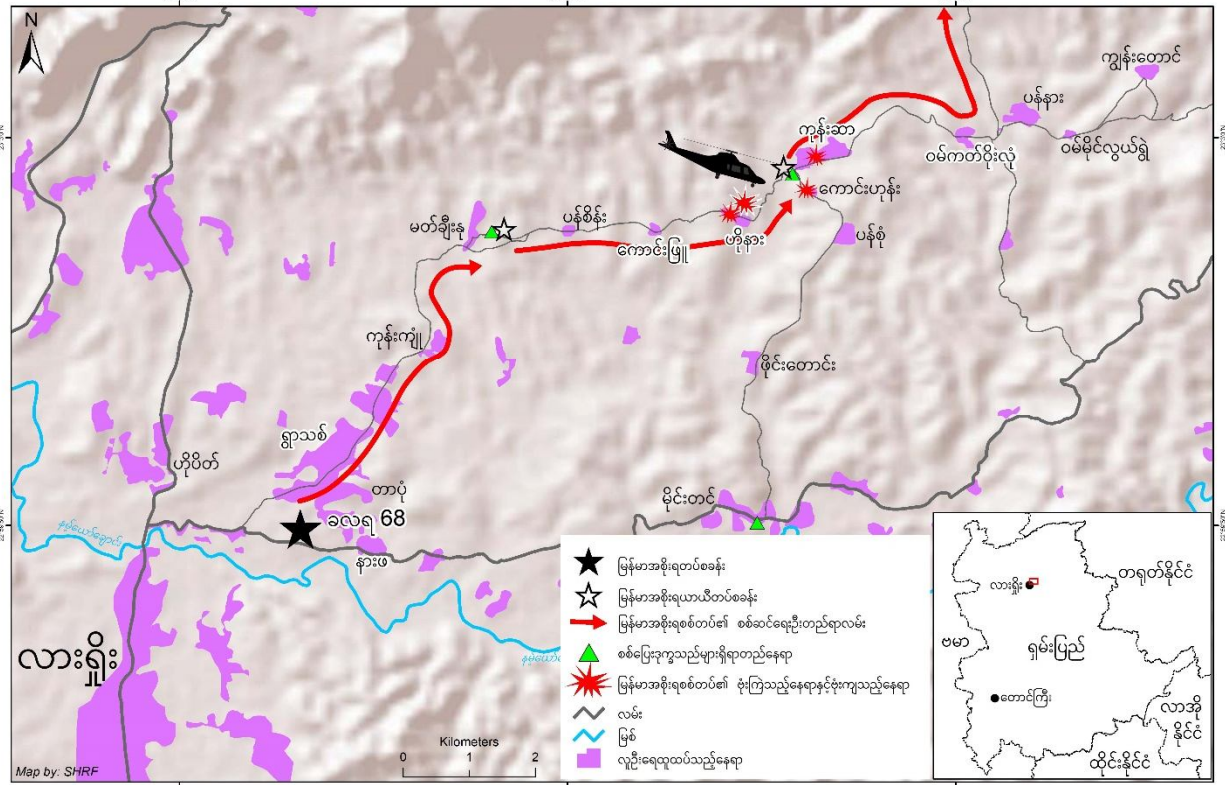 N
ကျွန်းတောင်
ပန်နား
ကုန်းဆာ
ဝမ်ကတ်ဝိုးလုံ
ဝမ်မိုင်လွယ်ရွဲ
ကောင်းဟုန်း
မတ်ချီးနု
ပန်စိန်း
ဟိုနား
ပန်စုံ
ကောင်းဖြူ
ကုန်းကျုံ
ဖိုင်းတောင်း
ရွာသစ်
ဟိုပိတ်
တာပုံ
မိုင်းတင်
ခလရ 68
နားဖ
လားရှိုး
မြန်မာအစိုးရတပ်စခန်း
မြန်မာအစိုးရယာယီတပ်စခန်း
မြန်မာအစိုးရစစ်တပ်၏ စစ်ဆင်ရေးဦးတည်ရာလမ်း
စစ်ပြေးဒုက္ခသည်များရှိရာတည်နေရာ
မြန်မာအစိုးရစစ်တပ်၏ ဗုံးကြဲသည့်နေရာနှင့်ဗုံးကျသည့်နေရာ
လမ်း
မြစ်
လူဦးရေထူထပ်သည့်နေရာ
Kilometers
0 1 2
Map by: SHRF
လားရှိုး
တရုတ်နိုင်ငံ
ဗမာ
ရှမ်းပြည်
တောင်ကြီး
လာအို
နိုင်ငံ
ထိုင်းနိုင်ငံ